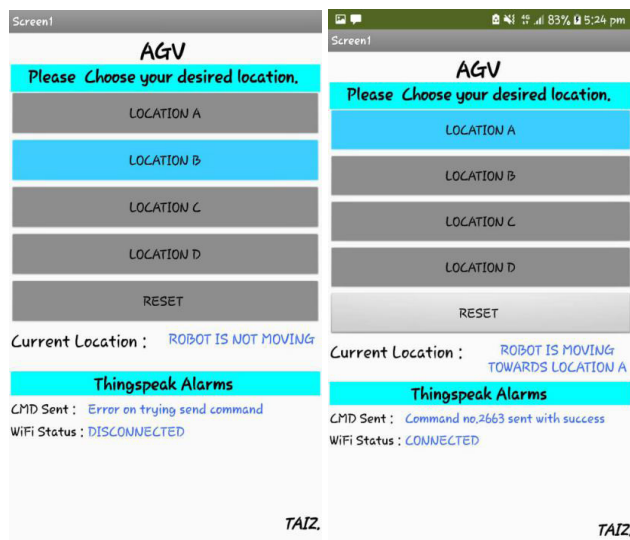 Screen1
AGV
Please Choose your desired location.
LOCATION A
LOCATION B
LOCATION C
LOCATION D
RESET
Current Location : ROBOT IS NOT MOVING
Thingspeak Alarms
CMD Sent : Error on trying send command
WiFi Status : DISCONNECTED
TAIZ.
83% 5:24 pm
Screen1
AGV
Please Choose your desired location.
LOCATION A
LOCATION B
LOCATION C
LOCATION D
RESET
Current Location : ROBOT IS MOVING
TOWARDS LOCATION A
Thingspeak Alarms
CMD Sent : Command no.2663 sent with success
WiFi Status : CONNECTED
TAIZ.